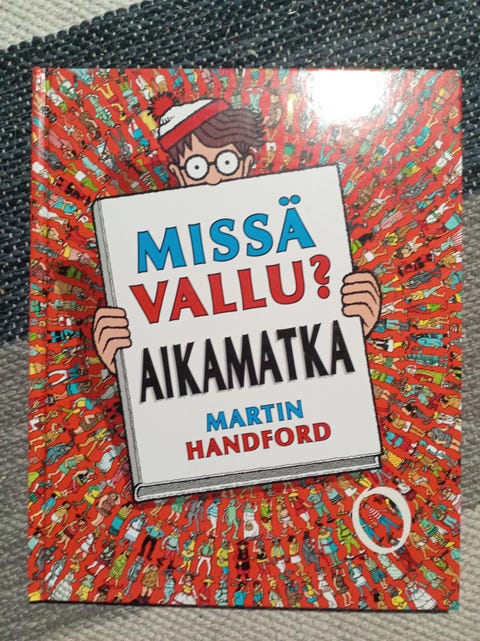 MISSÄ
VALLU?
AIKAMATKA
MARTIN
HANDFORD